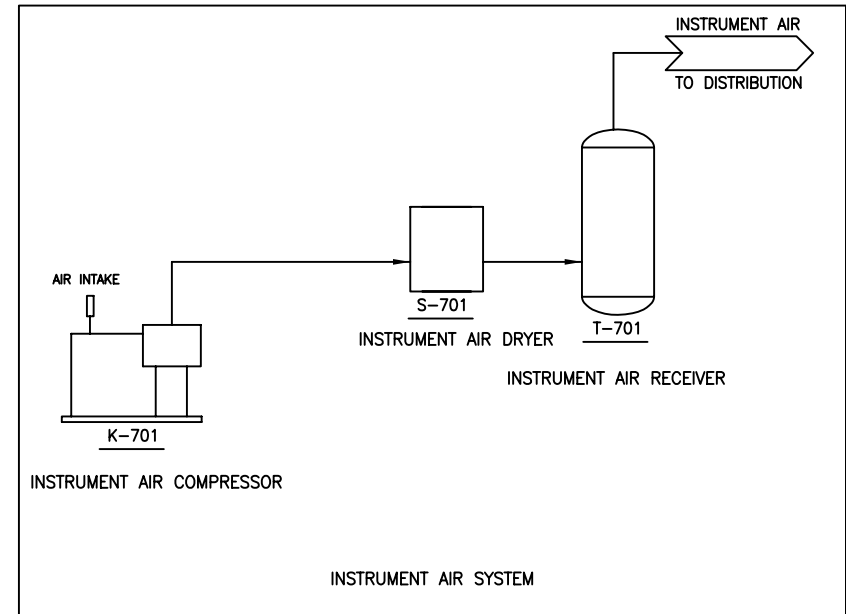 INSTRUMENT AIR
TO DISTRIBUTION
AIR INTAKE
S-701
INSTRUMENT AIR DRYER
T-701
INSTRUMENT AIR RECEIVER
K-701
INSTRUMENT AIR COMPRESSOR
INSTRUMENT AIR SYSTEM